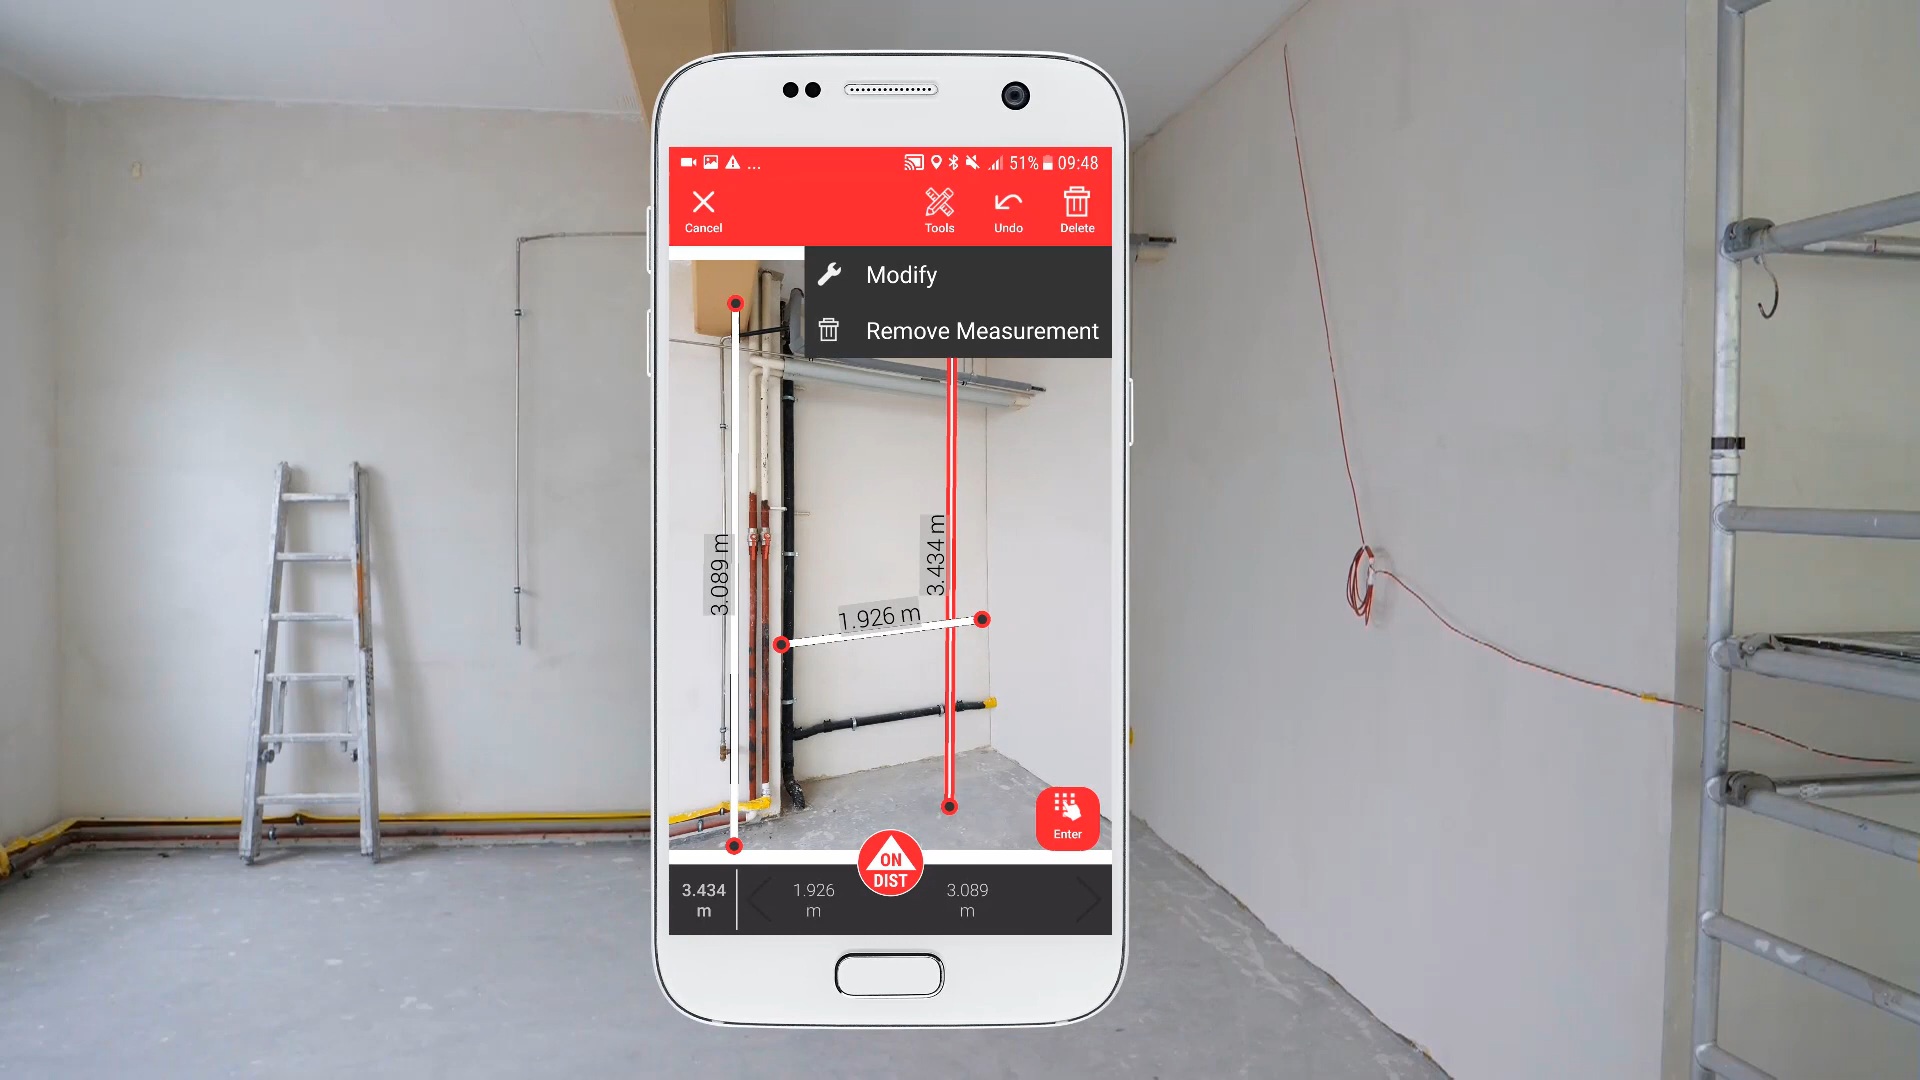 ...
51% 09:48
Cancel
Tools
Undo
Delete
Modify
Remove Measurement
3.089 m
3.434 m
1.926 m
Enter
ON
DIST
3.434
m
1.926
m
3.089
m